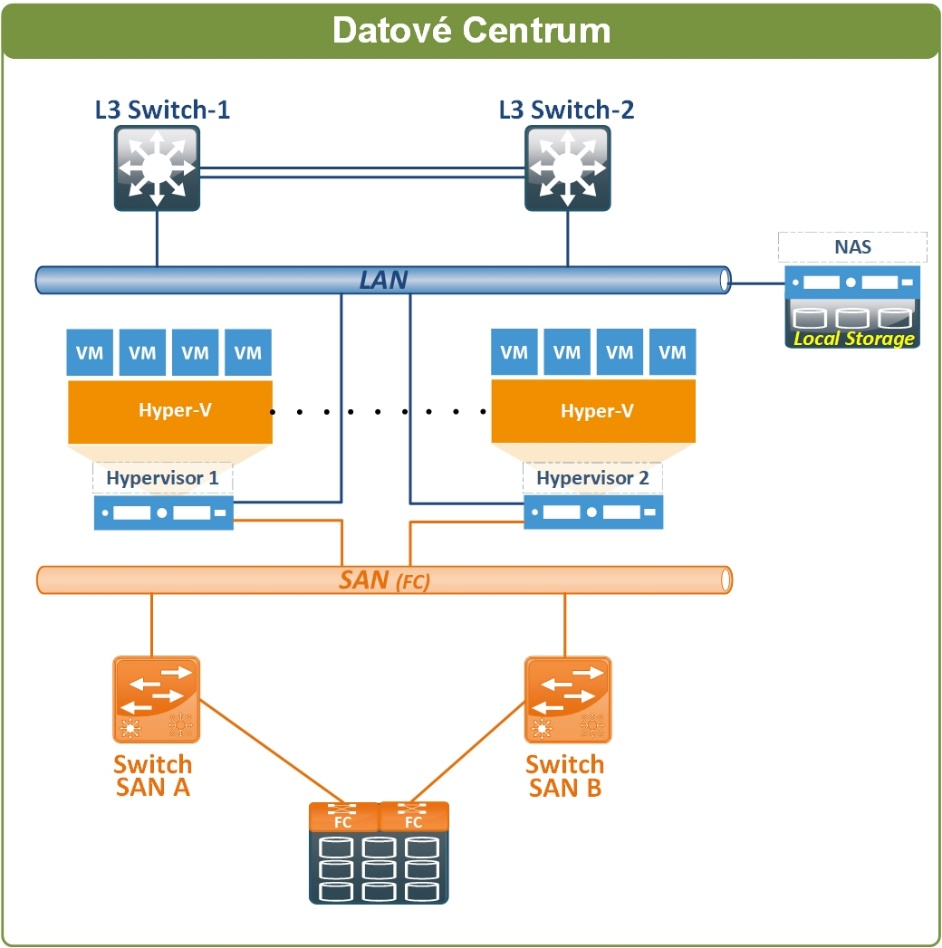 Datové Centrum
L3 Switch-1
L3 Switch-2
NAS
LAN
Local Storage
VM VM VM VM
VM VM VM VM
Hyper-V
Hyper-V
Hypervisor 1
Hypervisor 2
SAN (FC)
Switch
SAN A
Switch
SAN B
FC FC